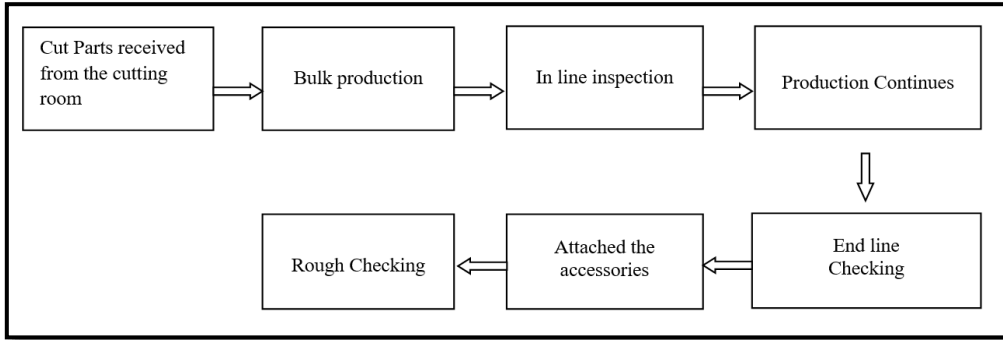 Cut Parts received
from the cutting
room
Bulk production
In line inspection
Production Continues
End line
Checking
Attached the
accessories
Rough Checking